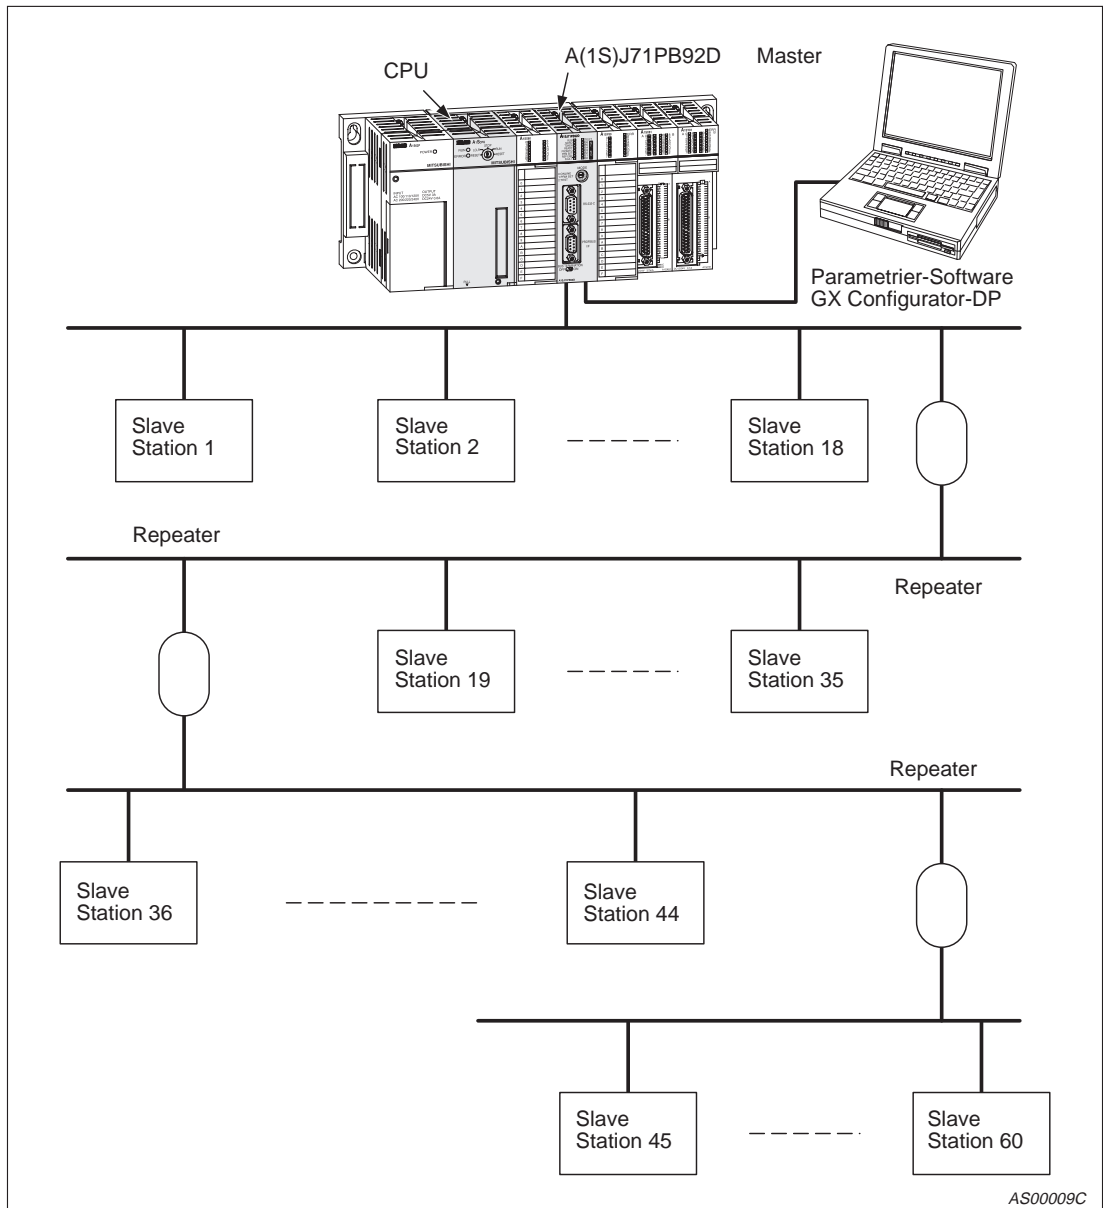 A(1S)J71PB92D
Master
CPU
MITSUBISHI
MITSUBISHI
Parametrier-Software
GX Configurator-DP
Slave
Station 1
Slave
Station 2
Slave
Station 18
Repeater
Repeater
Slave
Station 19
Slave
Station 35
Repeater
Slave
Station 36
Slave
Station 44
Slave
Station 45
Slave
Station 60
AS00009C